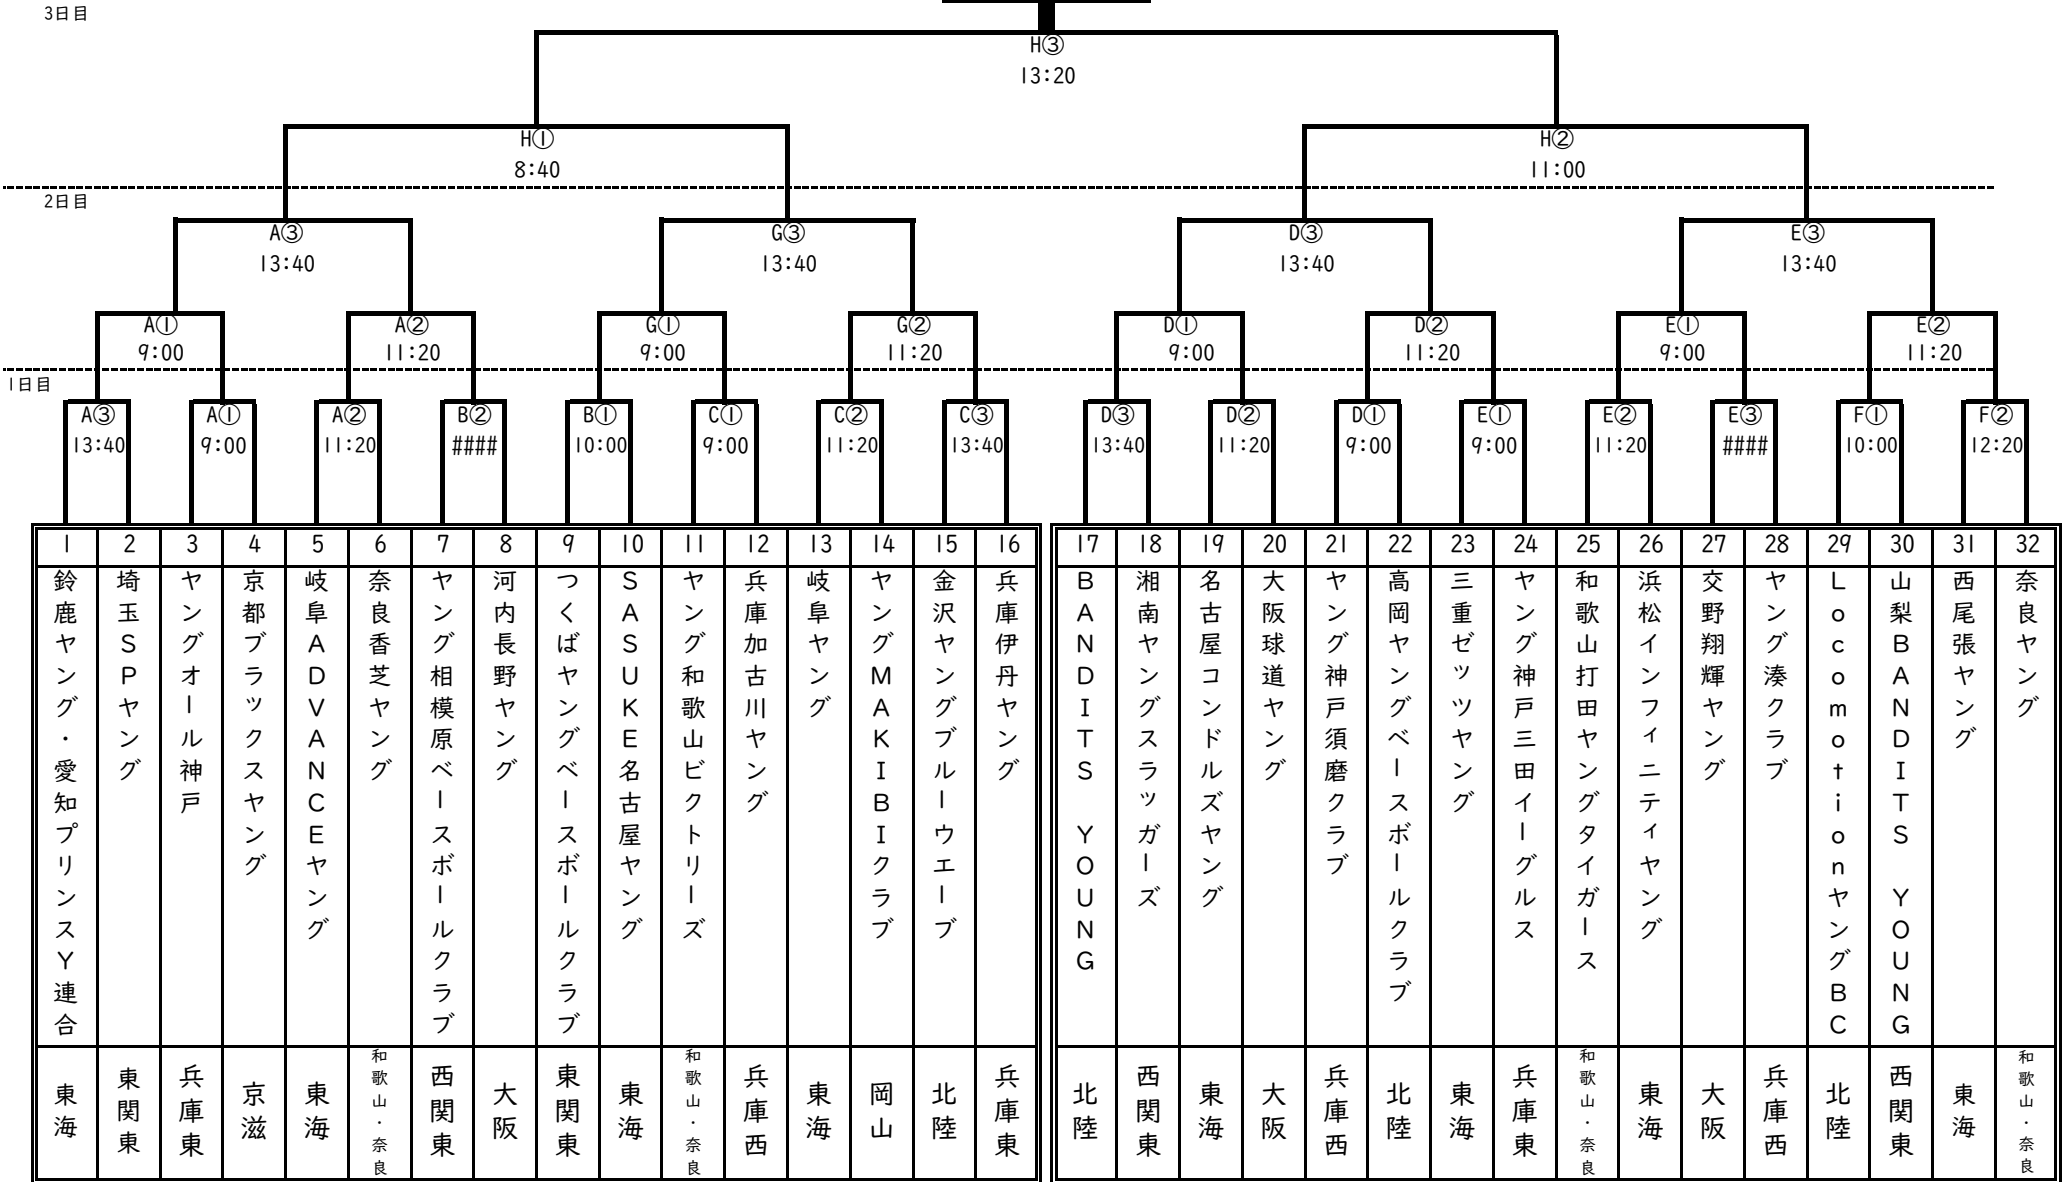 3日目
H③
13:20
H① H②
8:40 11:00
2日目
A③ G③ D③ E③
13:40 13:40 13:40 13:40
A① A② G① G② D① D② E① E②
9:00 11:20 9:00 11:20 9:00 11:20 9:00 11:20
1日目
A③ A① A② B② B① C① C② C③ D③ D② D① E① E② E③ F① F②
13:40 9:00 11:20 #### 10:00 9:00 11:20 13:40 13:40 11:20 9:00 9:00 11:20 #### 10:00 12:20
1 2 3 4 5 6 7 8 9 10 11 12 13 14 15 16 17 18 19 20 21 22 23 24 25 26 27 28 29 30 31 32
鈴鹿ヤング・愛知プリンスY連合
埼玉SPヤング
ヤングオール神戸
京都ブラックスヤング
岐阜ADVANCEヤング
奈良香芝ヤング
ヤング相模原ベースボールクラブ
河内長野ヤング
つくばヤングベースボールクラブ
SASUKE名古屋ヤング
ヤング和歌山ビクトリーズ
兵庫加古川ヤング
岐阜ヤング
ヤングMAKIBIクラブ
金沢ヤングブルーウエーブ
兵庫伊丹ヤング
BANDITS YOUNG
湘南ヤングスラッガーズ
名古屋コンドルズヤング
大阪球道ヤング
ヤング神戸須磨クラブ
高岡ヤングベースボールクラブ
三重ゼッツヤング
ヤング神戸三田イーグルス
和歌山打田ヤングタイガース
浜松インフィニティヤング
交野翔輝ヤング
ヤング湊クラブ
LocomotionヤングBC
山梨BANDITS YOUNG
西尾張ヤング
奈良ヤング
東海
東関東
兵庫東
京滋
東海
和歌山・奈良
西関東
大阪
東関東
東海
和歌山・奈良
兵庫西
東海
岡山
北陸
兵庫東
北陸
西関東
東海
大阪
兵庫西
北陸
東海
兵庫東
和歌山・奈良
東海
大阪
兵庫西
北陸
西関東
東海
和歌山・奈良